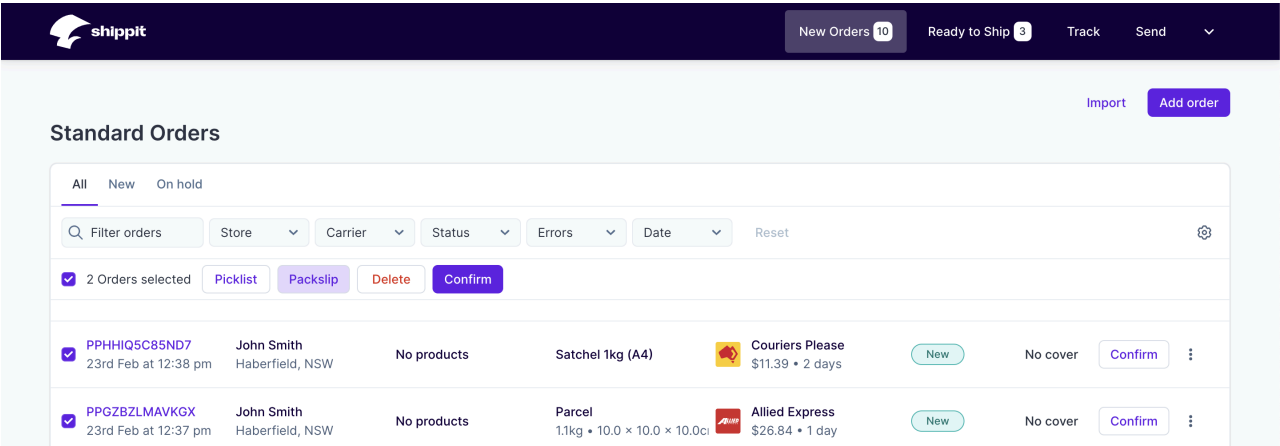 shippit
New Orders 10
Ready to Ship 3
Track
Send
Import
Add order
Standard Orders
All
New
On hold
Filter orders
Store
Carrier
Status
Errors
Date
Reset
2 Orders selected
Picklist
Packslip
Delete
Confirm
PPHHIQ5C85ND7
23rd Feb at 12:38 pm
John Smith
Haberfield, NSW
No products
Satchel 1kg (A4)
Couriers Please
$11.39 • 2 days
New
No cover
Confirm
PPGZBZLMAVKGX
23rd Feb at 12:37 pm
John Smith
Haberfield, NSW
No products
Parcel
1.1kg • 10.0 × 10.0 × 10.0c
ALLIED
Allied Express
$26.84 • 1 day
New
No cover
Confirm